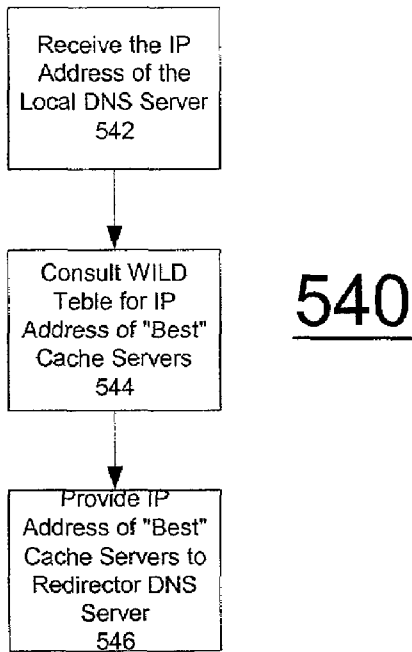 Receive the IP
Address of the
Local DNS Server
542
Consult WILD
Teble for IP
Address of "Best"
Cache Servers
544
540
Provide IP
Address of "Best"
Cache Servers to
Redirector DNS
Server
546